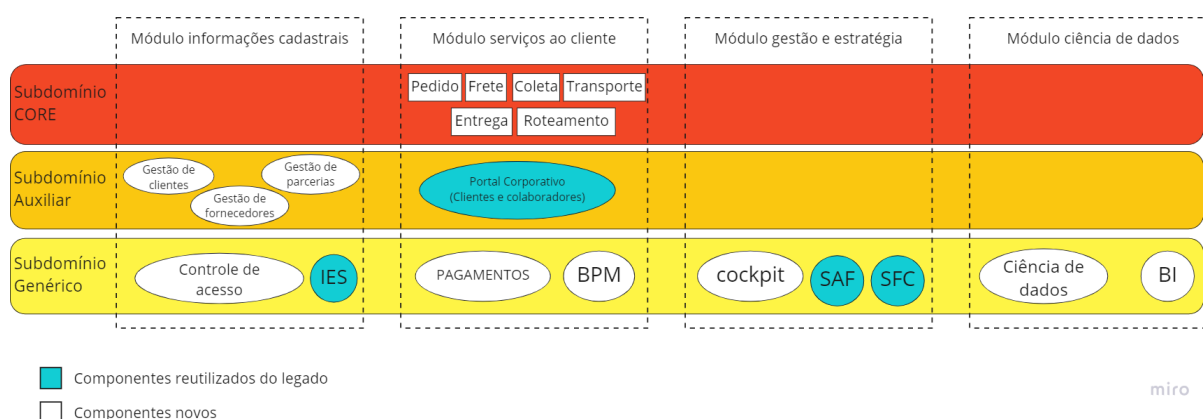 Módulo informações cadastrais
Módulo serviços ao cliente
Módulo gestão e estratégia
Módulo ciência de dados
Subdomínio
CORE
Pedido
Frete
Coleta
Transporte
Entrega
Roteamento
Subdomínio
Auxiliar
Gestão de
clientes
Gestão de
fornecedores
Gestão de
parcerias
Portal Corporativo
(Clientes e colaboradores)
Subdomínio
Genérico
Controle de
acesso
IES
PAGAMENTOS
BPM
cockpit
SAF
SFC
Ciência de
dados
BI
Componentes reutilizados do legado
Componentes novos
miro